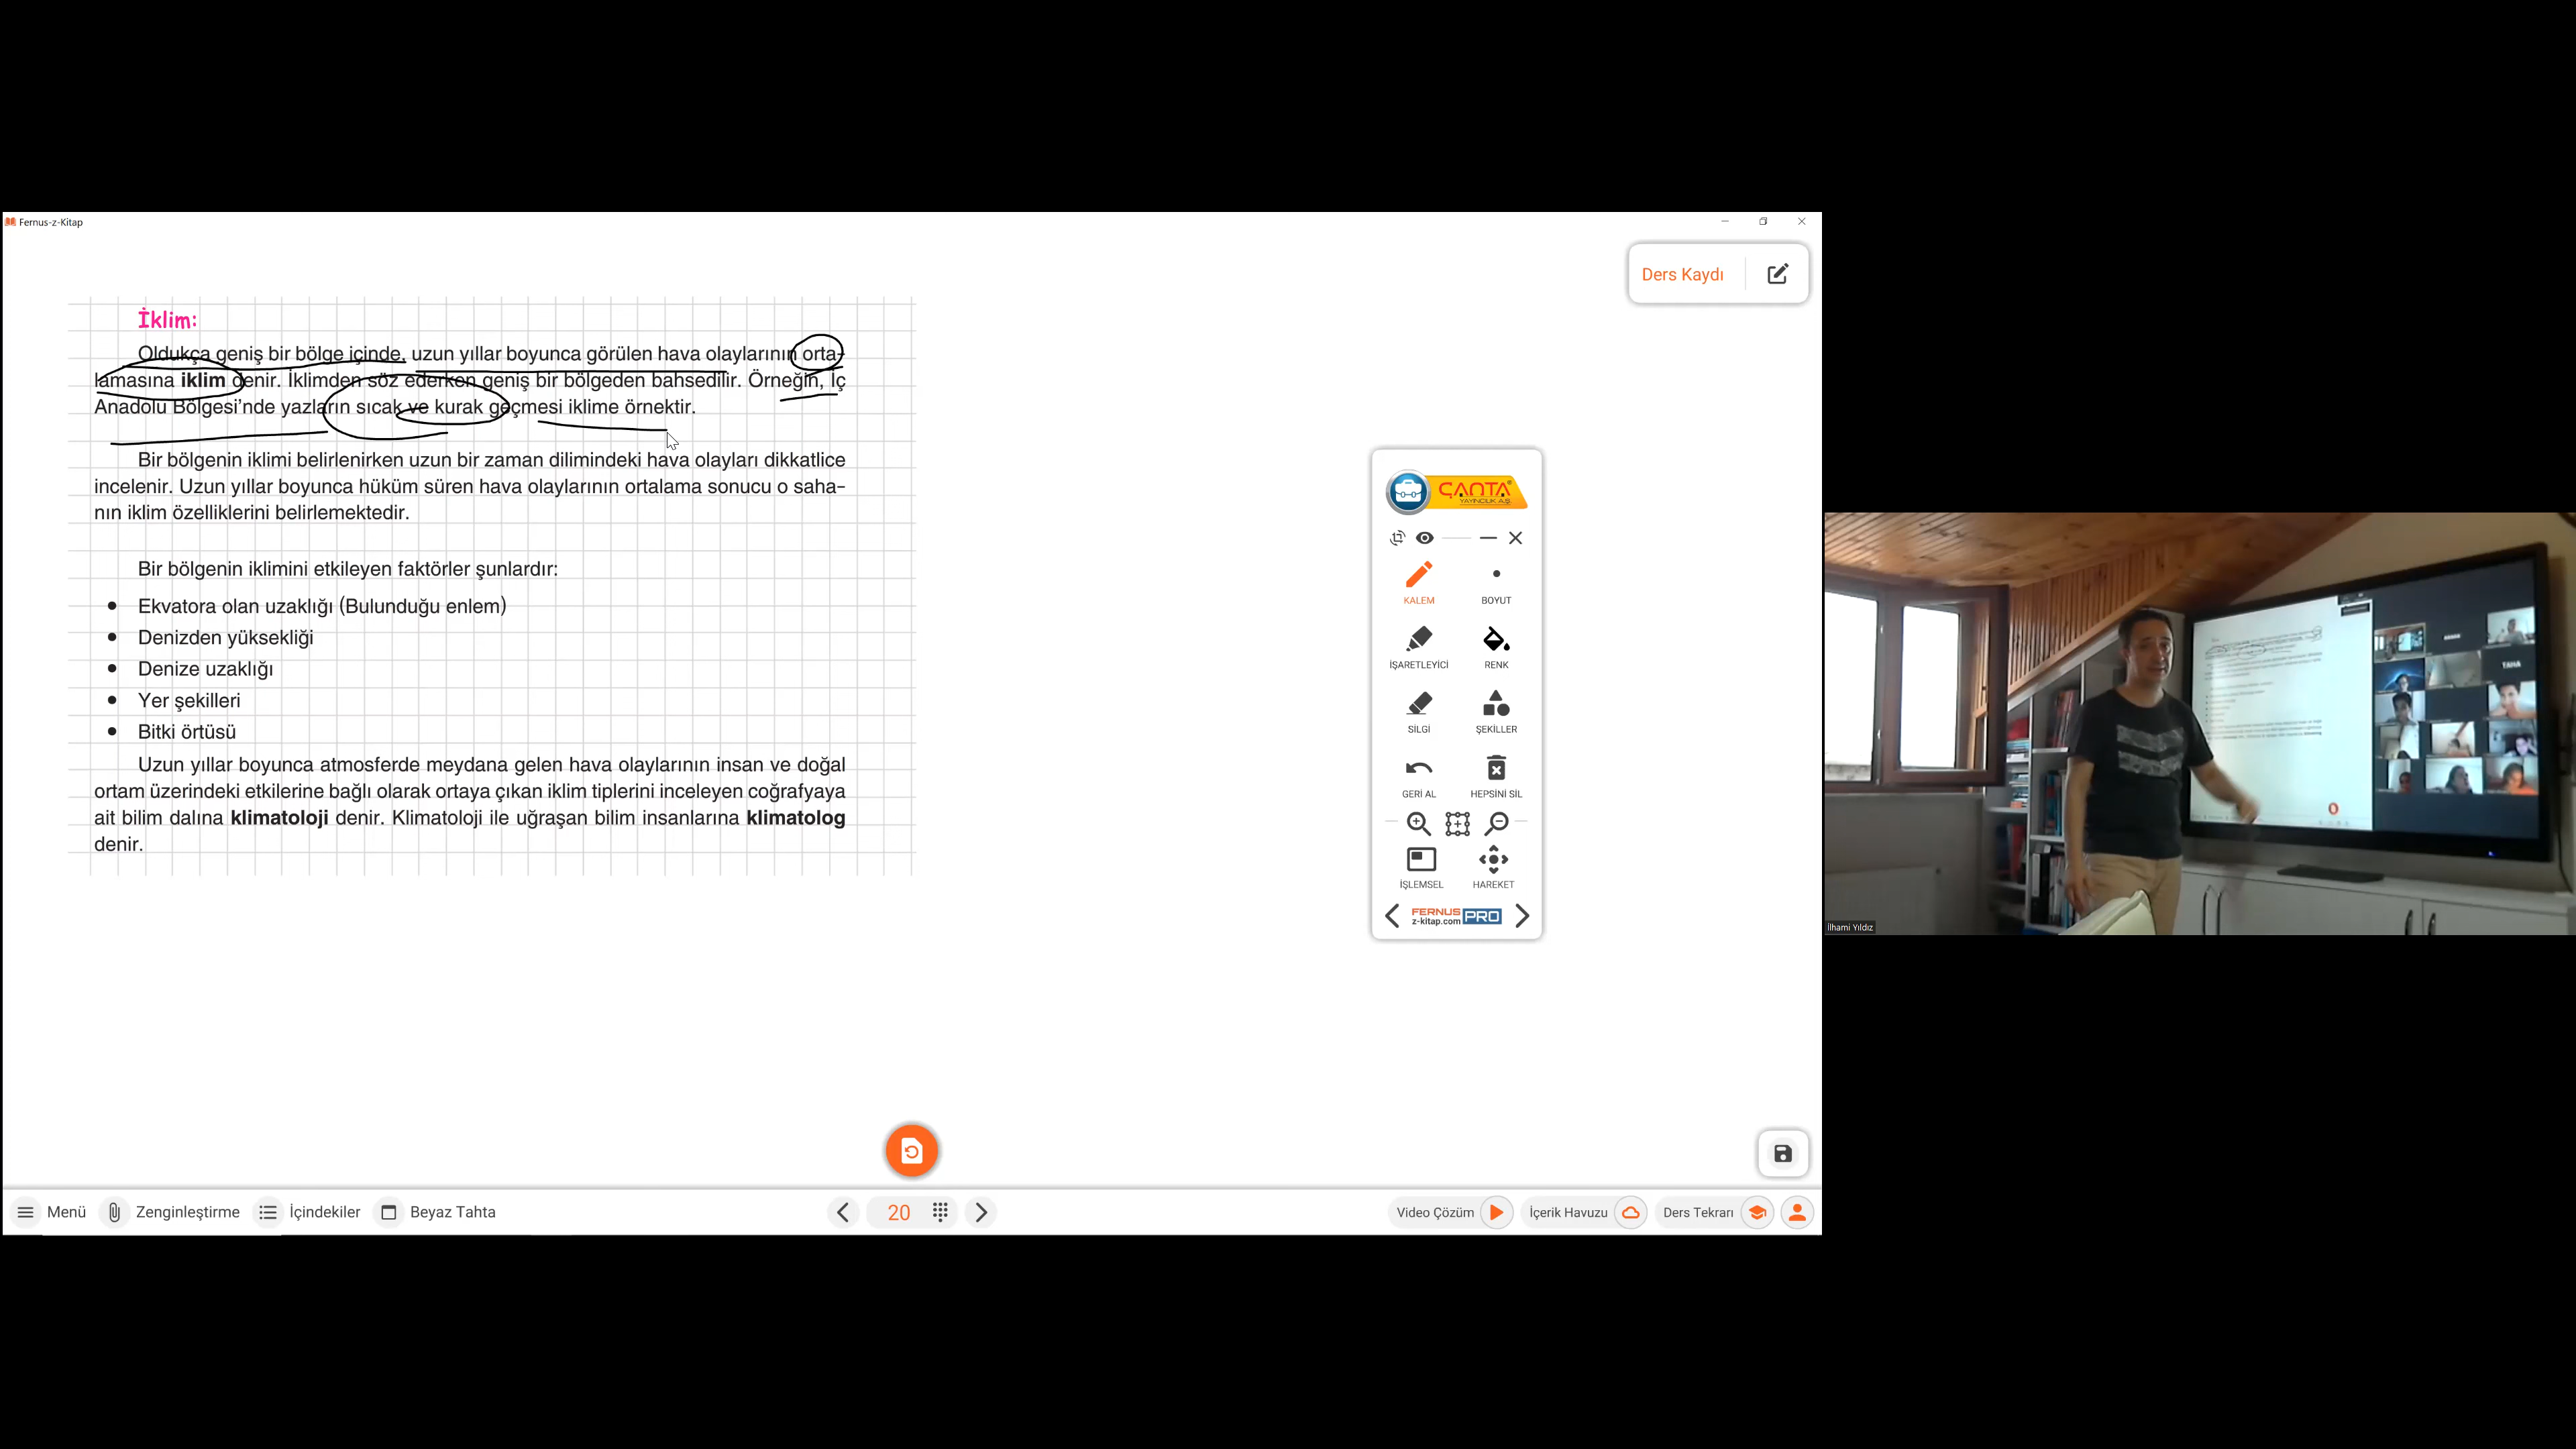 Fernus-z-Kitap
Ders Kaydı
İklim:
Oldukça geniş bir bölge içinde, uzun yıllar boyunca görülen hava olaylarının orta-
lamasına iklim denir. İklimden söz ederken geniş bir bölgeden bahsedilir. Örneğin, İç
Anadolu Bölgesi'nde yazların sıcak ve kurak geçmesi iklime örnektir.
Bir bölgenin iklimi belirlenirken uzun bir zaman dilimindeki hava olayları dikkatlice
incelenir. Uzun yıllar boyunca hüküm süren hava olaylarının ortalama sonucu o saha-
nın iklim özelliklerini belirlemektedir.
Bir bölgenin iklimini etkileyen faktörler şunlardır:
• Ekvatora olan uzaklığı (Bulunduğu enlem)
• Denizden yüksekliği
• Denize uzaklığı
• Yer şekilleri
• Bitki örtüsü
Uzun yıllar boyunca atmosferde meydana gelen hava olaylarının insan ve doğal
ortam üzerindeki etkilerine bağlı olarak ortaya çıkan iklim tiplerini inceleyen coğrafyaya
ait bilim dalına klimatoloji denir. Klimatoloji ile uğraşan bilim insanlarına klimatolog
denir.
ÇANTA
YAYINCILIK A.Ş.
KALEM
BOYUT
İŞARETLEYİCİ
RENK
SİLGİ
ŞEKİLLER
GERİ AL
HEPSİNİ SİL
İŞLEMSEL
HAREKET
FERNUS
z-kitap.com
PRO
TAHA
İlhami Yıldız
Menü
Zenginleştirme
İçindekiler
Beyaz Tahta
20
Video Çözüm
İçerik Havuzu
Ders Tekrarı